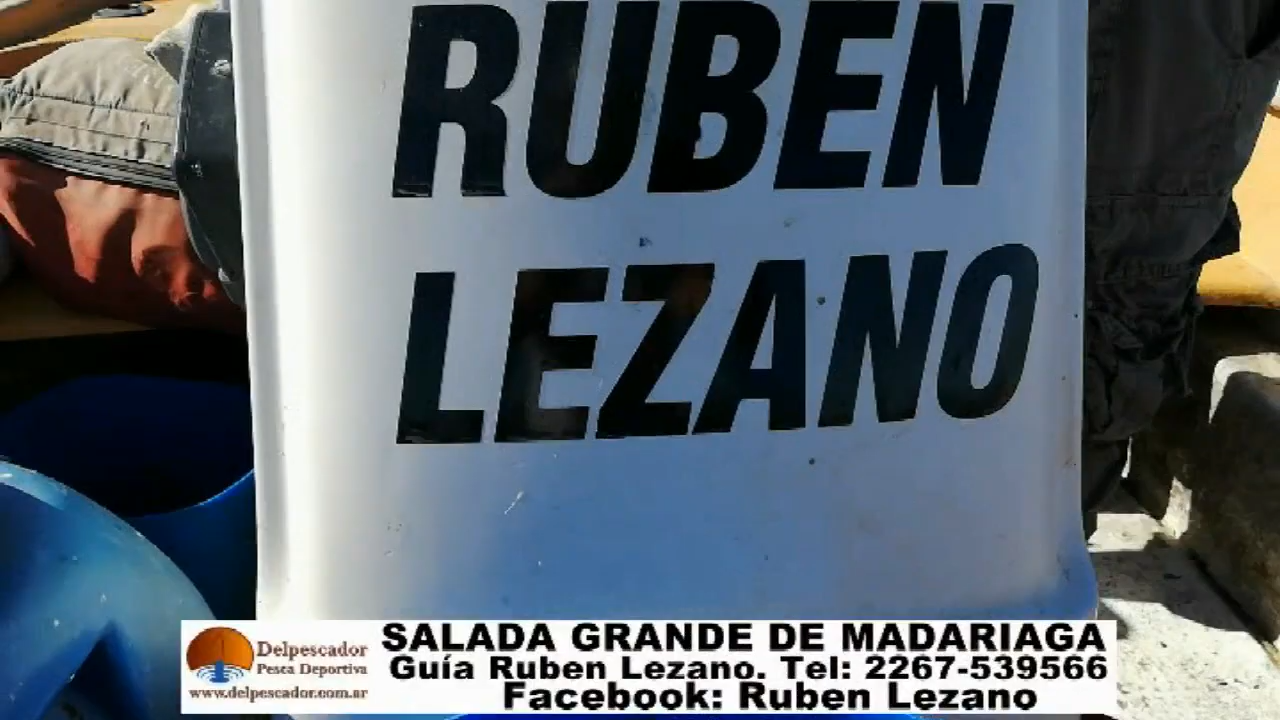 RUBEN
LEZANO
Delpescador
Pesca Deportiva
www.delpescador.com.ar
SALADA GRANDE DE MADARIAGA
Guía Ruben Lezano. Tel: 2267-539566
Facebook: Ruben Lezano